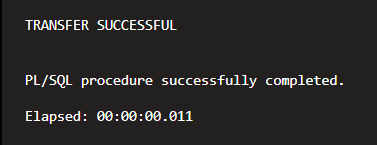 TRANSFER SUCCESSFUL
PL/SQL procedure successfully completed.
Elapsed: 00:00:00.011